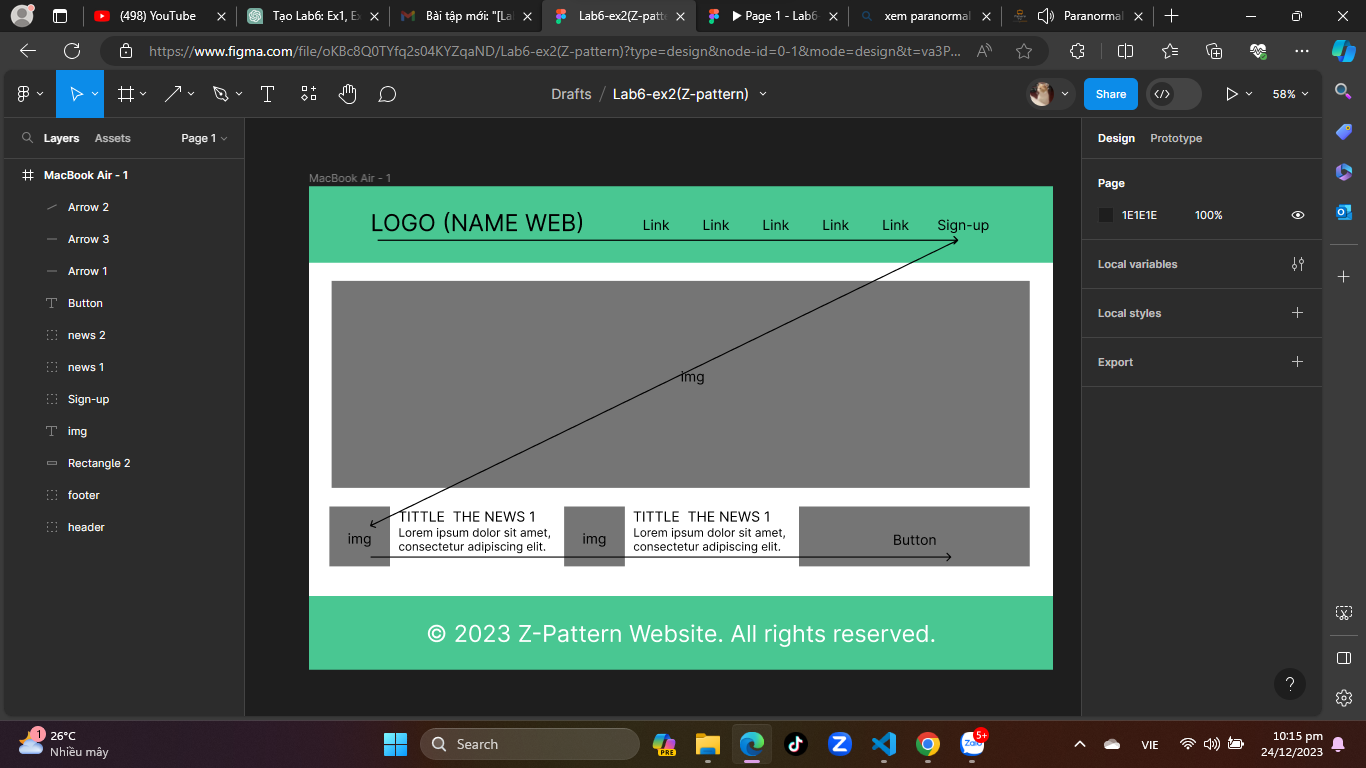 (498) YouTube
Tạo Lab6: Ex1, Ex
Bài tập mới: "[Lab
Lab6-ex2(Z-patte
Page 1 - Lab6
xem paranormal
Paranormal
https://www.figma.com/file/oKBc8Q0TYfq2s04KYZqaND/Lab6-ex2(Z-pattern)?type=design&node-id=0-1&mode=design&t=va3P...
Drafts / Lab6-ex2(Z-pattern)
Share
58%
Layers
Assets
Page 1
Design
Prototype
MacBook Air - 1
Arrow 2
Arrow 3
Arrow 1
Button
news 2
news 1
Sign-up
img
Rectangle 2
footer
header
MacBook Air - 1
LOGO (NAME WEB)
Link
Link
Link
Link
Link
Sign-up
img
img
TITTLE THE NEWS 1
Lorem ipsum dolor sit amet,
consectetur adipiscing elit.
img
TITTLE THE NEWS 1
Lorem ipsum dolor sit amet,
consectetur adipiscing elit.
Button
© 2023 Z-Pattern Website. All rights reserved.
Page
1E1E1E
100%
Local variables
Local styles
Export
?
1
26°C
Nhiều mây
Search
PRE
Z
Zalo
5+
VIE
10:15 pm
24/12/2023